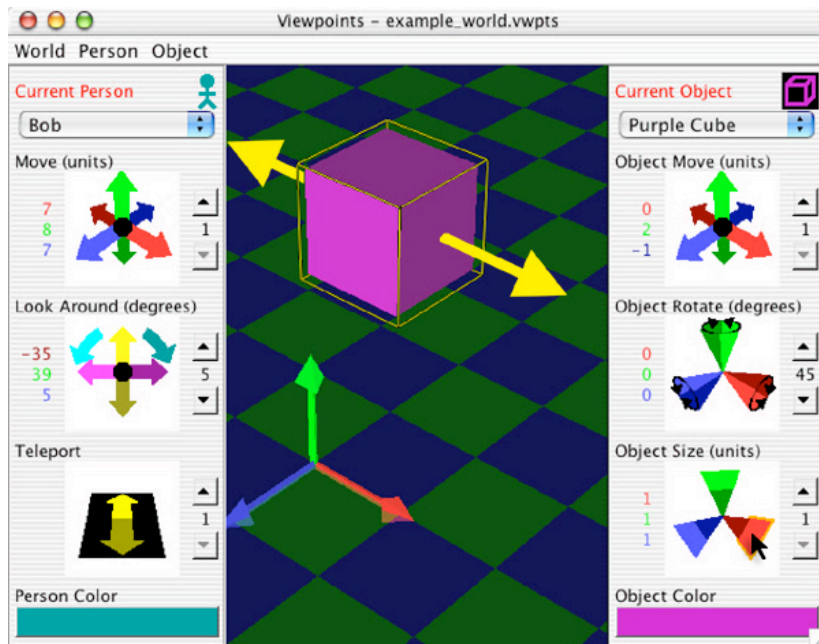 Viewpoints – example_world.vwpts
World Person Object
Current Person
Bob
Move (units)
7
8
7
1
Look Around (degrees)
-35
39
5
5
Teleport
1
Person Color
Current Object
Purple Cube
Object Move (units)
0
2
-1
1
Object Rotate (degrees)
0
0
0
45
Object Size (units)
1
1
1
1
Object Color